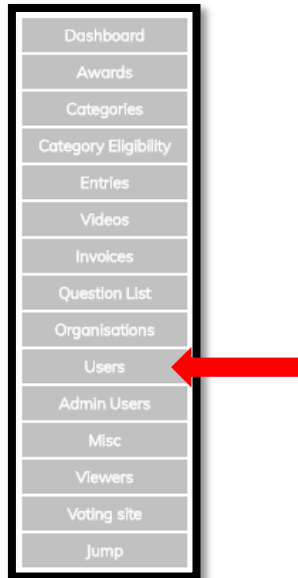 Dashboard
Awards
Categories
Category Eligibility
Entries
Videos
Invoices
Question List
Organisations
Users
Admin Users
Misc
Viewers
Voting site
Jump